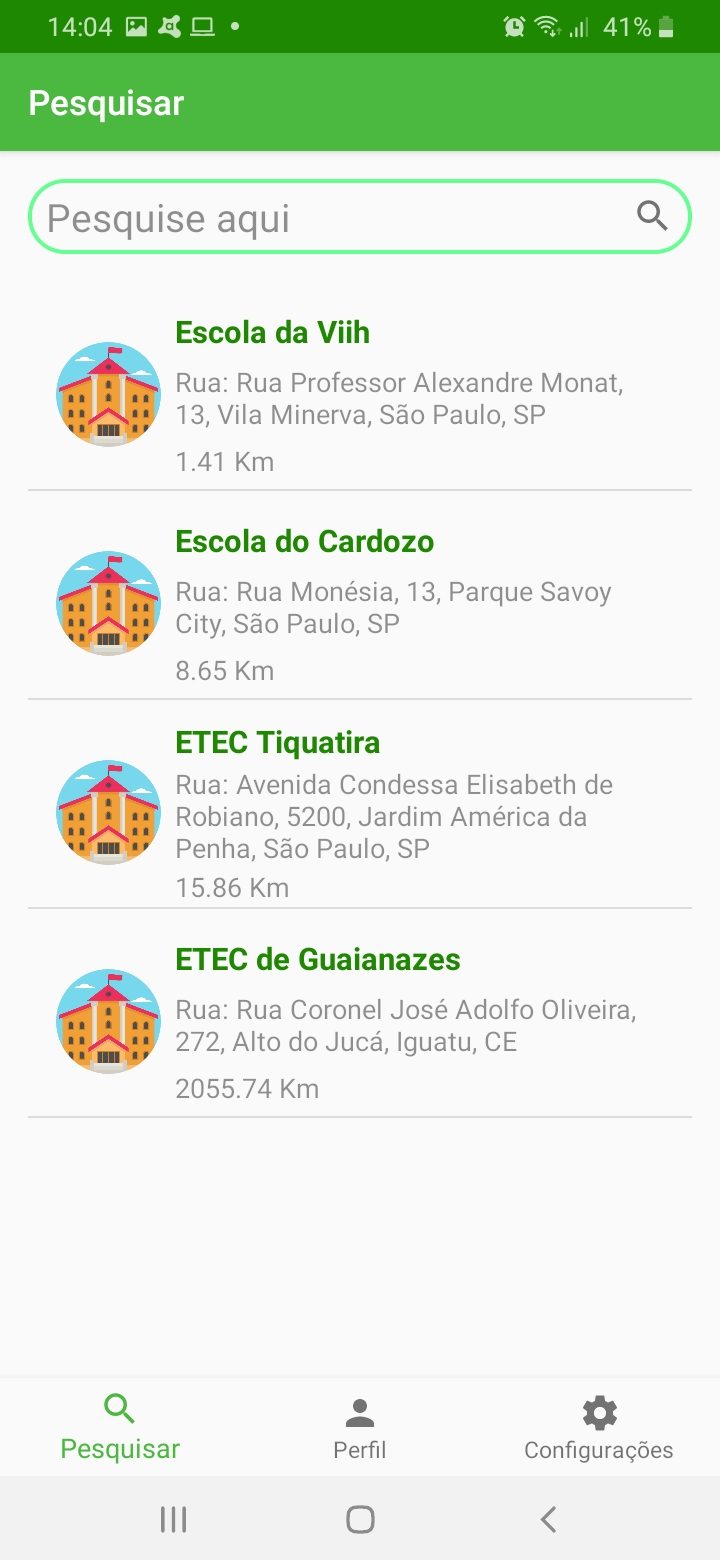 14:04
41%
Pesquisar
Pesquise aqui
Escola da Viih
Rua: Rua Professor Alexandre Monat,
13, Vila Minerva, São Paulo, SP
1.41 Km
Escola do Cardozo
Rua: Rua Monésia, 13, Parque Savoy
City, São Paulo, SP
8.65 Km
ETEC Tiquatira
Rua: Avenida Condessa Elisabeth de
Robiano, 5200, Jardim América da
Penha, São Paulo, SP
15.86 Km
ETEC de Guaianazes
Rua: Rua Coronel José Adolfo Oliveira,
272, Alto do Jucá, Iguatu, CE
2055.74 Km
Pesquisar
Perfil
Configurações